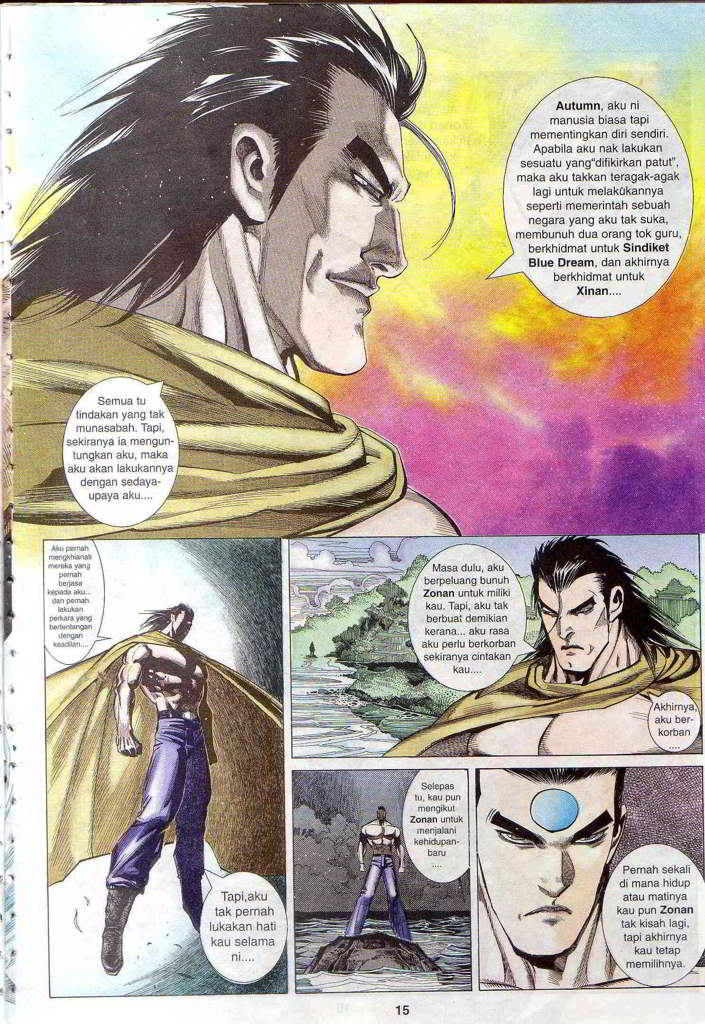 Autumn, aku ni
manusia biasa tapi
mementingkan diri sendiri.
Apabila aku nak lakukan
sesuatu yang“difikirkan patut”,
maka aku takkan teragak-agak
lagi untuk melakukannya
seperti memerintah sebuah
negara yang aku tak suka,
membunuh dua orang tok guru,
berkhidmat untuk Sindiket
Blue Dream, dan akhirnya
berkhidmat untuk
Xinan....
Semua tu
tindakan yang tak
munasabah. Tapi,
sekiranya ia mengun-
tungkan aku, maka
aku akan lakukannya
dengan sedaya-
upaya aku....
Aku pernah
mengkhianati
mereka yang
pernah
berjasa
kepada aku...
dan pernah
lakukan
perkara yang
bertentangan
dengan
keadilan....
Tapi,aku
tak pernah
lukakan hati
kau selama
ni....
Masa dulu, aku
berpeluang bunuh
Zonan untuk miliki
kau. Tapi, aku tak
berbuat demikian
kerana... aku rasa
aku perlu berkorban
sekiranya cintakan
kau....
Akhirnya,
aku ber-
korban
....
Selepas
tu, kau pun
mengikut
Zonan untuk
menjalani
kehidupan-
baru
....
Pernah sekali
di mana hidup
atau matinya
kau pun Zonan
tak kisah lagi,
tapi akhirnya
kau tetap
memilihnya.
15